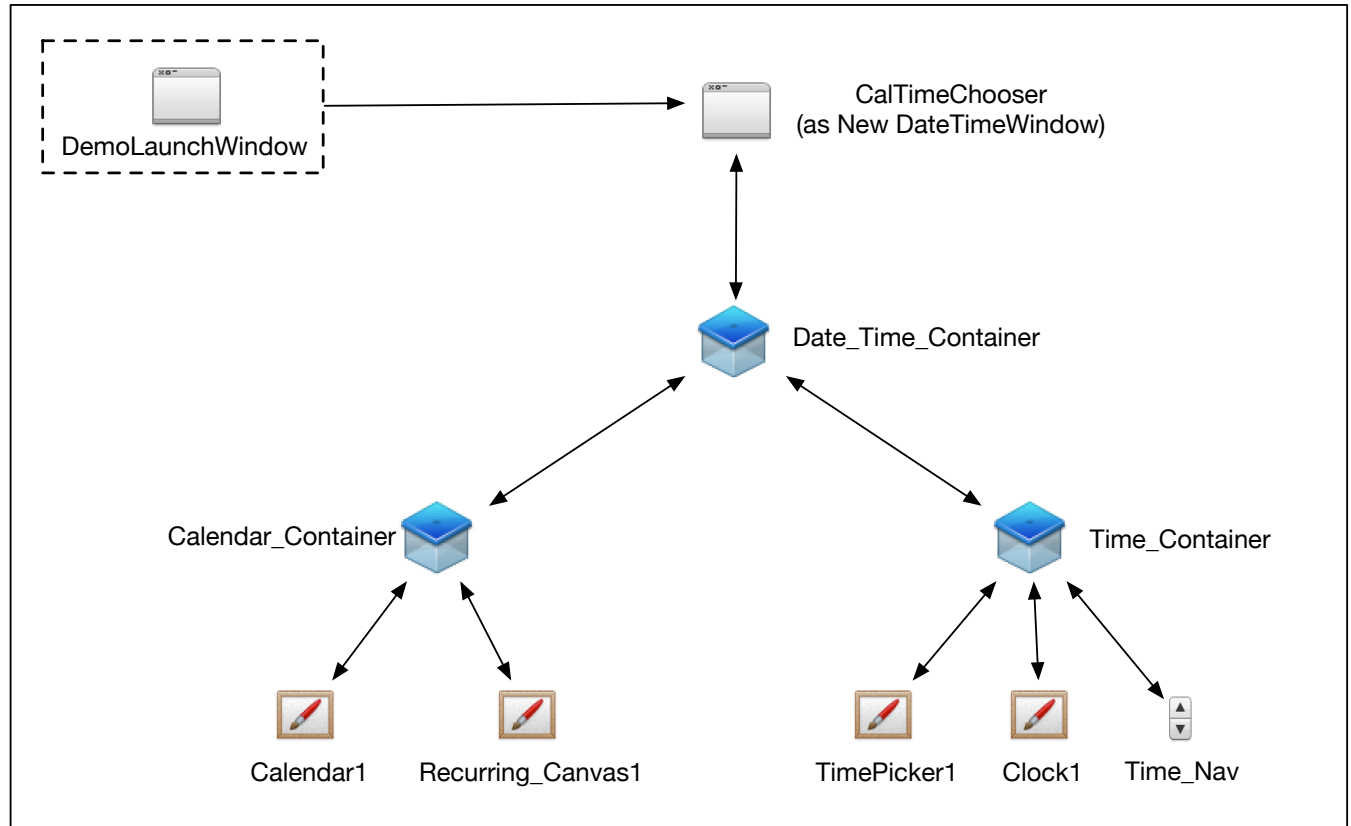 DemoLaunchWindow
CalTimeChooser
(as New DateTimeWindow)
Date_Time_Container
Calendar_Container
Time_Container
Calendar1
Recurring_Canvas1
TimePicker1
Clock1
Time_Nav